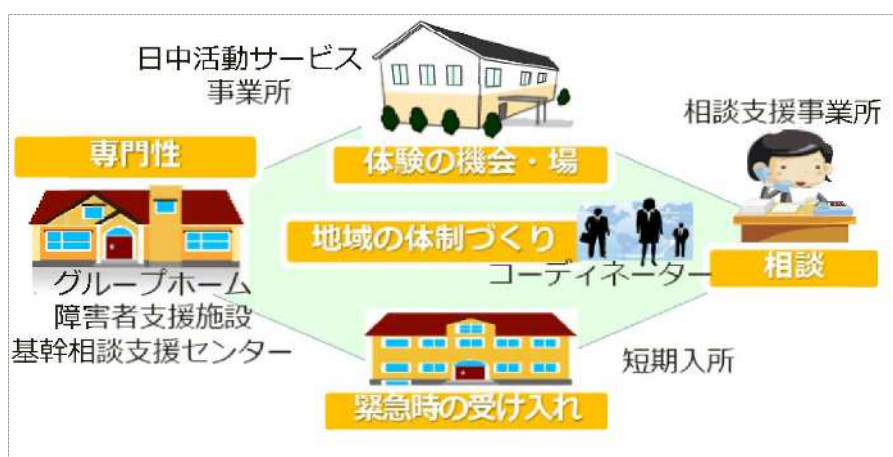 日中活動サービス
事業所
相談支援事業所
専門性
体験の機会・場
地域の体制づくり
コーディネーター
相談
グループホーム
障害者支援施設
基幹相談支援センター
短期入所
緊急時の受け入れ